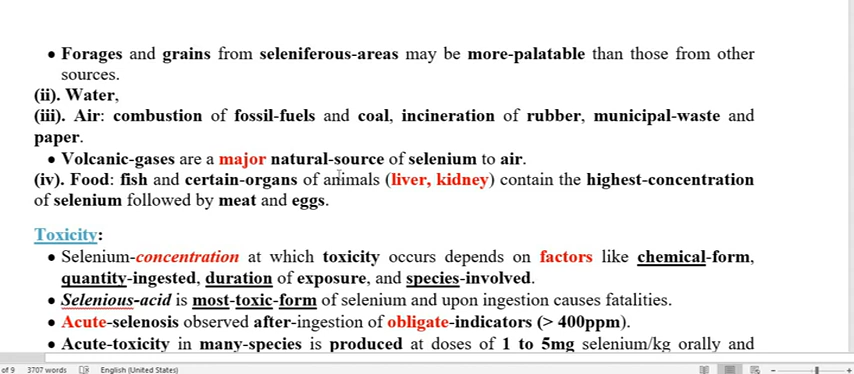 • Forages and grains from seleniferous-areas may be more-palatable than those from other
sources.
(ii). Water,
(iii). Air: combustion of fossil-fuels and coal, incineration of rubber, municipal-waste and
paper.
• Volcanic-gases are a major natural-source of selenium to air.
(iv). Food: fish and certain-organs of animals (liver, kidney) contain the highest-concentration
of selenium followed by meat and eggs.
Toxicity:
• Selenium-concentration at which toxicity occurs depends on factors like chemical-form,
quantity-ingested, duration of exposure, and species-involved.
• Selenious-acid is most-toxic-form of selenium and upon ingestion causes fatalities.
• Acute-selenosis observed after-ingestion of obligate-indicators (> 400ppm).
• Acute-toxicity in many-species is produced at doses of 1 to 5mg selenium/kg orally and
of 9 3707 words English (United States)